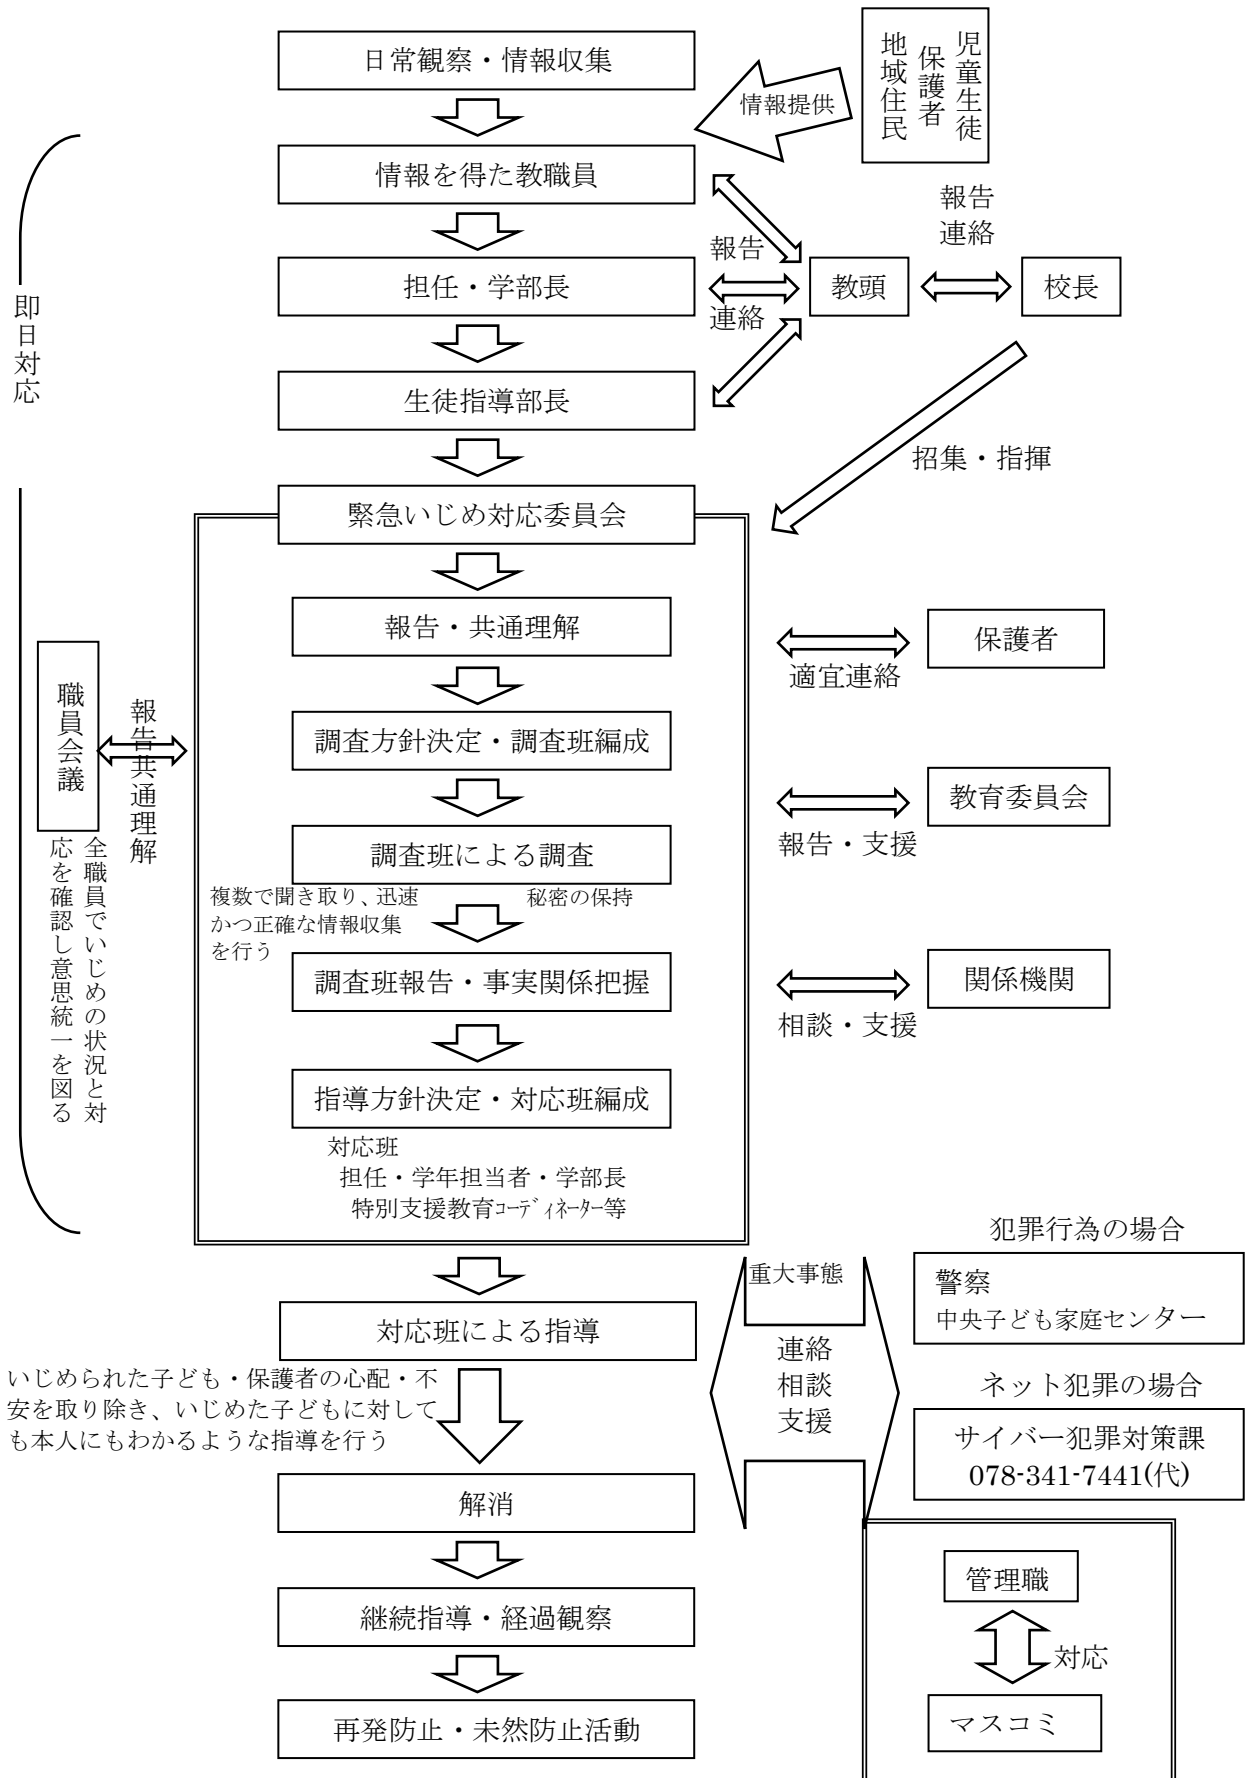 日常観察・情報収集
児童生徒
保護者
地域住民
情報提供
情報を得た教職員
報告
連絡
報告
連絡
担任・学部長
教頭
校長
即日対応
生徒指導部長
招集・指揮
緊急いじめ対応委員会
報告・共通理解
保護者
適宜連絡
職員会議
報告共通理解
調査方針決定・調査班編成
教育委員会
報告・支援
全職員でいじめの状況と対
応を確認し意思統一を図る
調査班による調査
複数で聞き取り、迅速
かつ正確な情報収集
を行う
秘密の保持
調査班報告・事実関係把握
関係機関
相談・支援
指導方針決定・対応班編成
対応班
担任・学年担当者・学部長
特別支援教育ｺｰﾃﾞｨﾈｰﾀｰ等
犯罪行為の場合
重大事態
警察
中央子ども家庭センター
対応班による指導
連絡
相談
支援
いじめられた子ども・保護者の心配・不
安を取り除き、いじめた子どもに対して
も本人にもわかるような指導を行う
ネット犯罪の場合
サイバー犯罪対策課
078-341-7441(代)
解消
管理職
継続指導・経過観察
対応
マスコミ
再発防止・未然防止活動